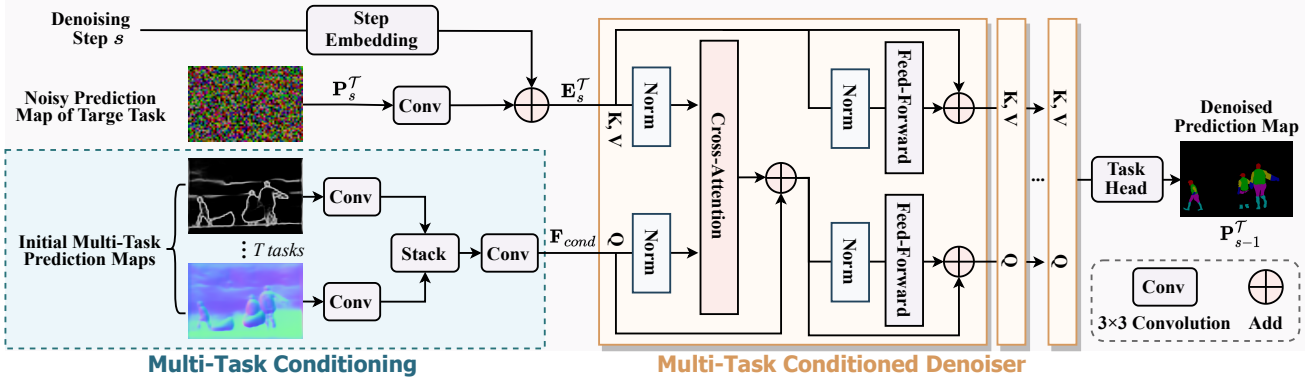 Denoising
Step s
Step
Embedding
Noisy Prediction
Map of Targe Task
P_s^𝒯
Conv
E_s^𝒯
K, V
Norm
Cross-Attention
Norm
Feed-Forward
K, V
K, V
Initial Multi-Task
Prediction Maps
⋮ T tasks
Conv
Conv
Stack
Conv
F_cond
Q
Norm
Norm
Feed-Forward
Q
...
Q
Task
Head
Denoised
Prediction Map
P_{s-1}^𝒯
Conv
3×3 Convolution
Add
Multi-Task Conditioning
Multi-Task Conditioned Denoiser